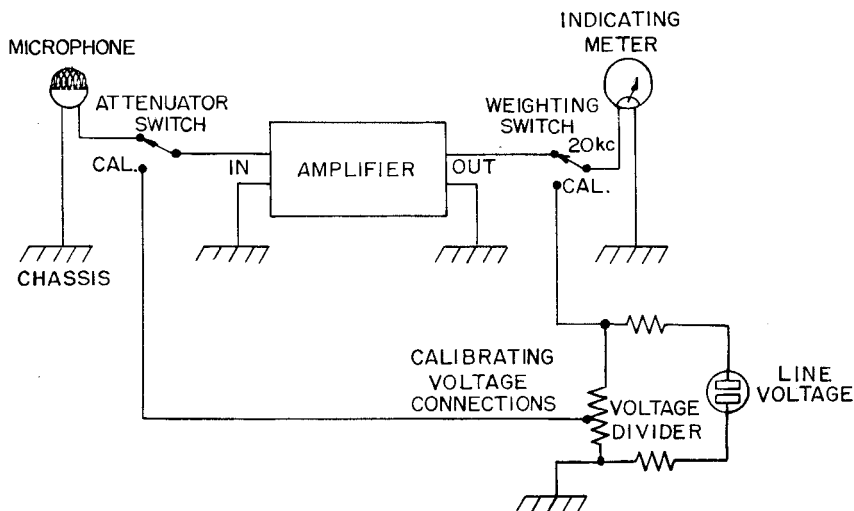 INDICATING
METER
MICROPHONE
ATTENUATOR
SWITCH
WEIGHTING
SWITCH
20kc
CAL.
IN
AMPLIFIER
OUT
CAL.
CHASSIS
CALIBRATING
VOLTAGE
CONNECTIONS
VOLTAGE
DIVIDER
LINE
VOLTAGE